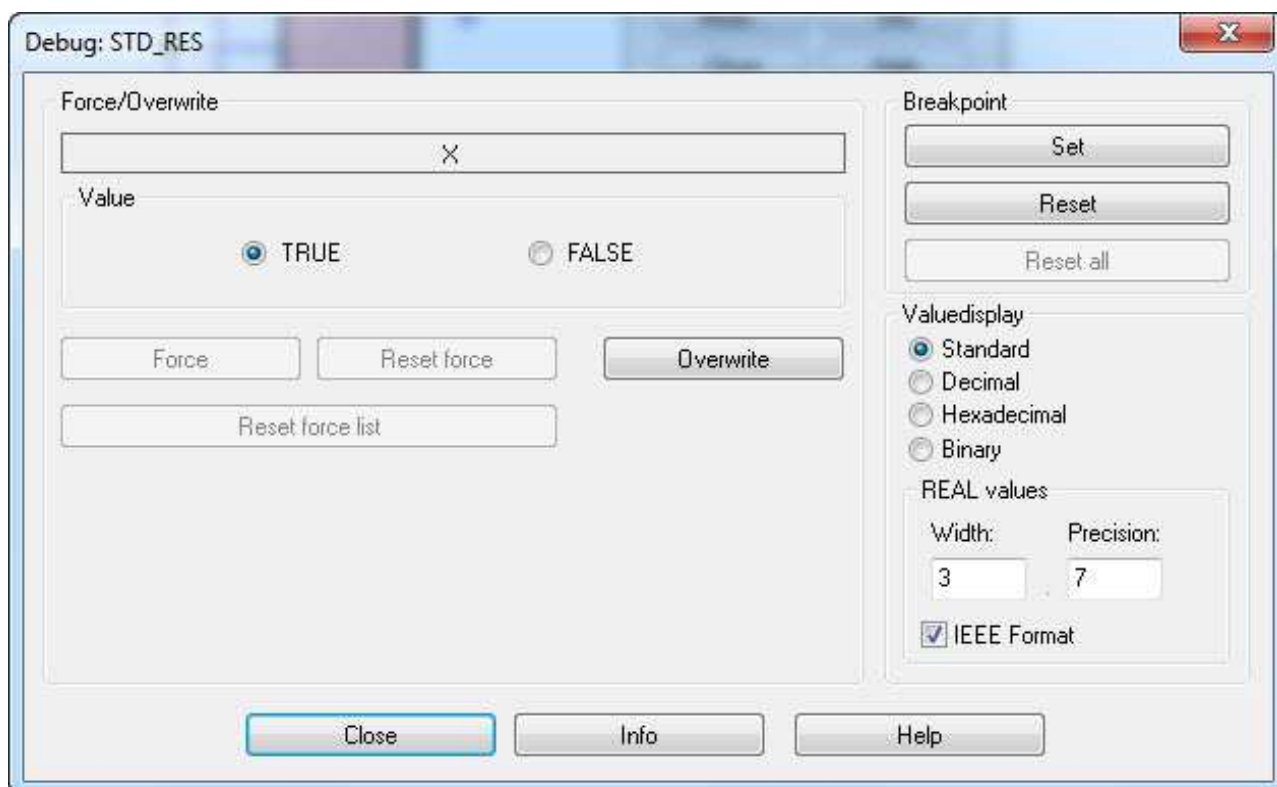 Debug: STD_RES
Force/Overwrite
X
Value
TRUE FALSE
Force Reset force Overwrite
Reset force list
Breakpoint
Set
Reset
Reset all
Valuedisplay
Standard
Decimal
Hexadecimal
Binary
REAL values
Width: Precision:
3 . 7
IEEE Format
Close Info Help